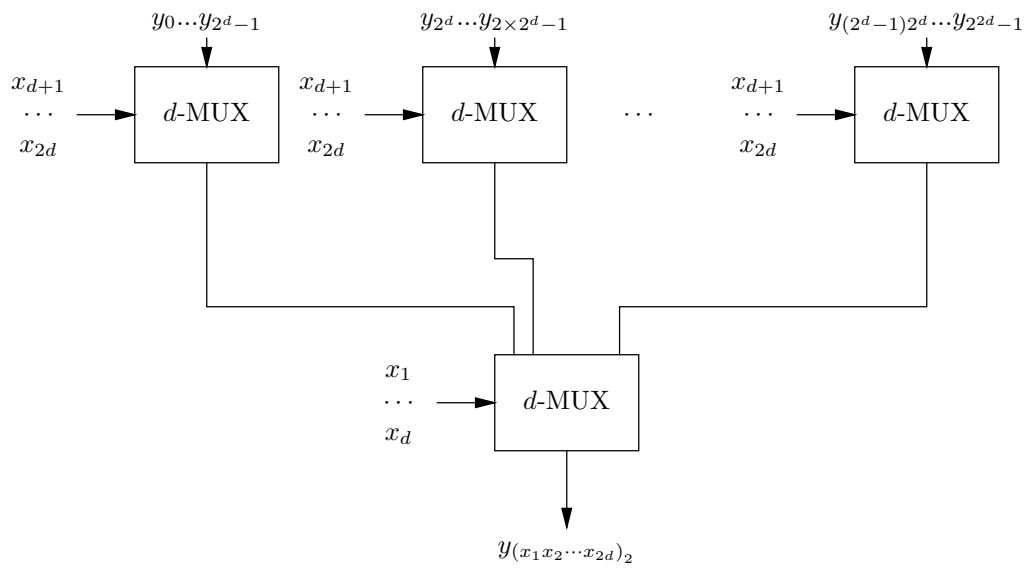 y_0...y_{2^d−1} y_{2^d}...y_{2×2^d−1} y_{(2^d−1)2^d}...y_{2^{2d}−1}
x_{d+1} x_{d+1} x_{d+1}
... d-MUX ... d-MUX ... ... d-MUX
x_{2d} x_{2d} x_{2d}
x_1
... d-MUX
x_d
y_{(x_1x_2···x_{2d})_2}